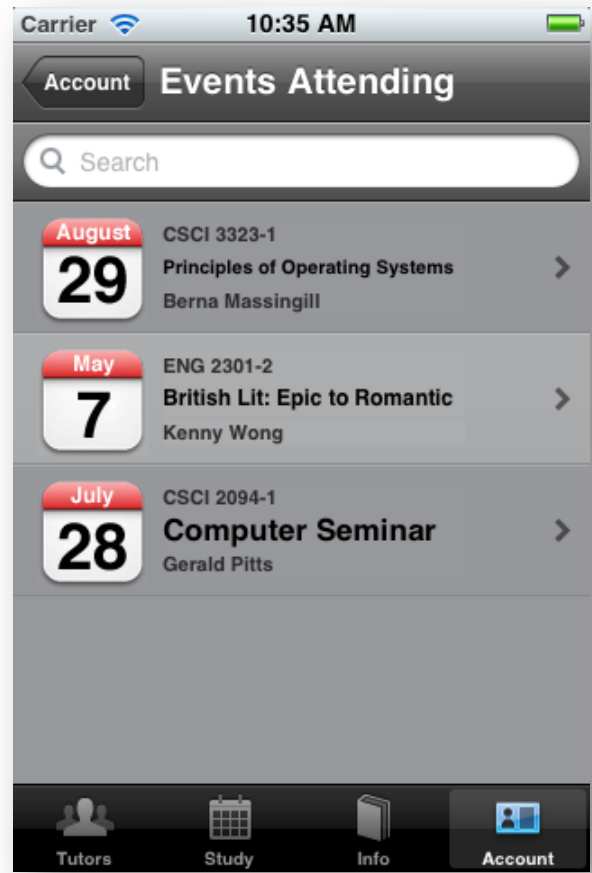 Carrier 10:35 AM
Account Events Attending
Search
August
29
CSCI 3323-1
Principles of Operating Systems
Berna Massingill
May
7
ENG 2301-2
British Lit: Epic to Romantic
Kenny Wong
July
28
CSCI 2094-1
Computer Seminar
Gerald Pitts
Tutors Study Info Account